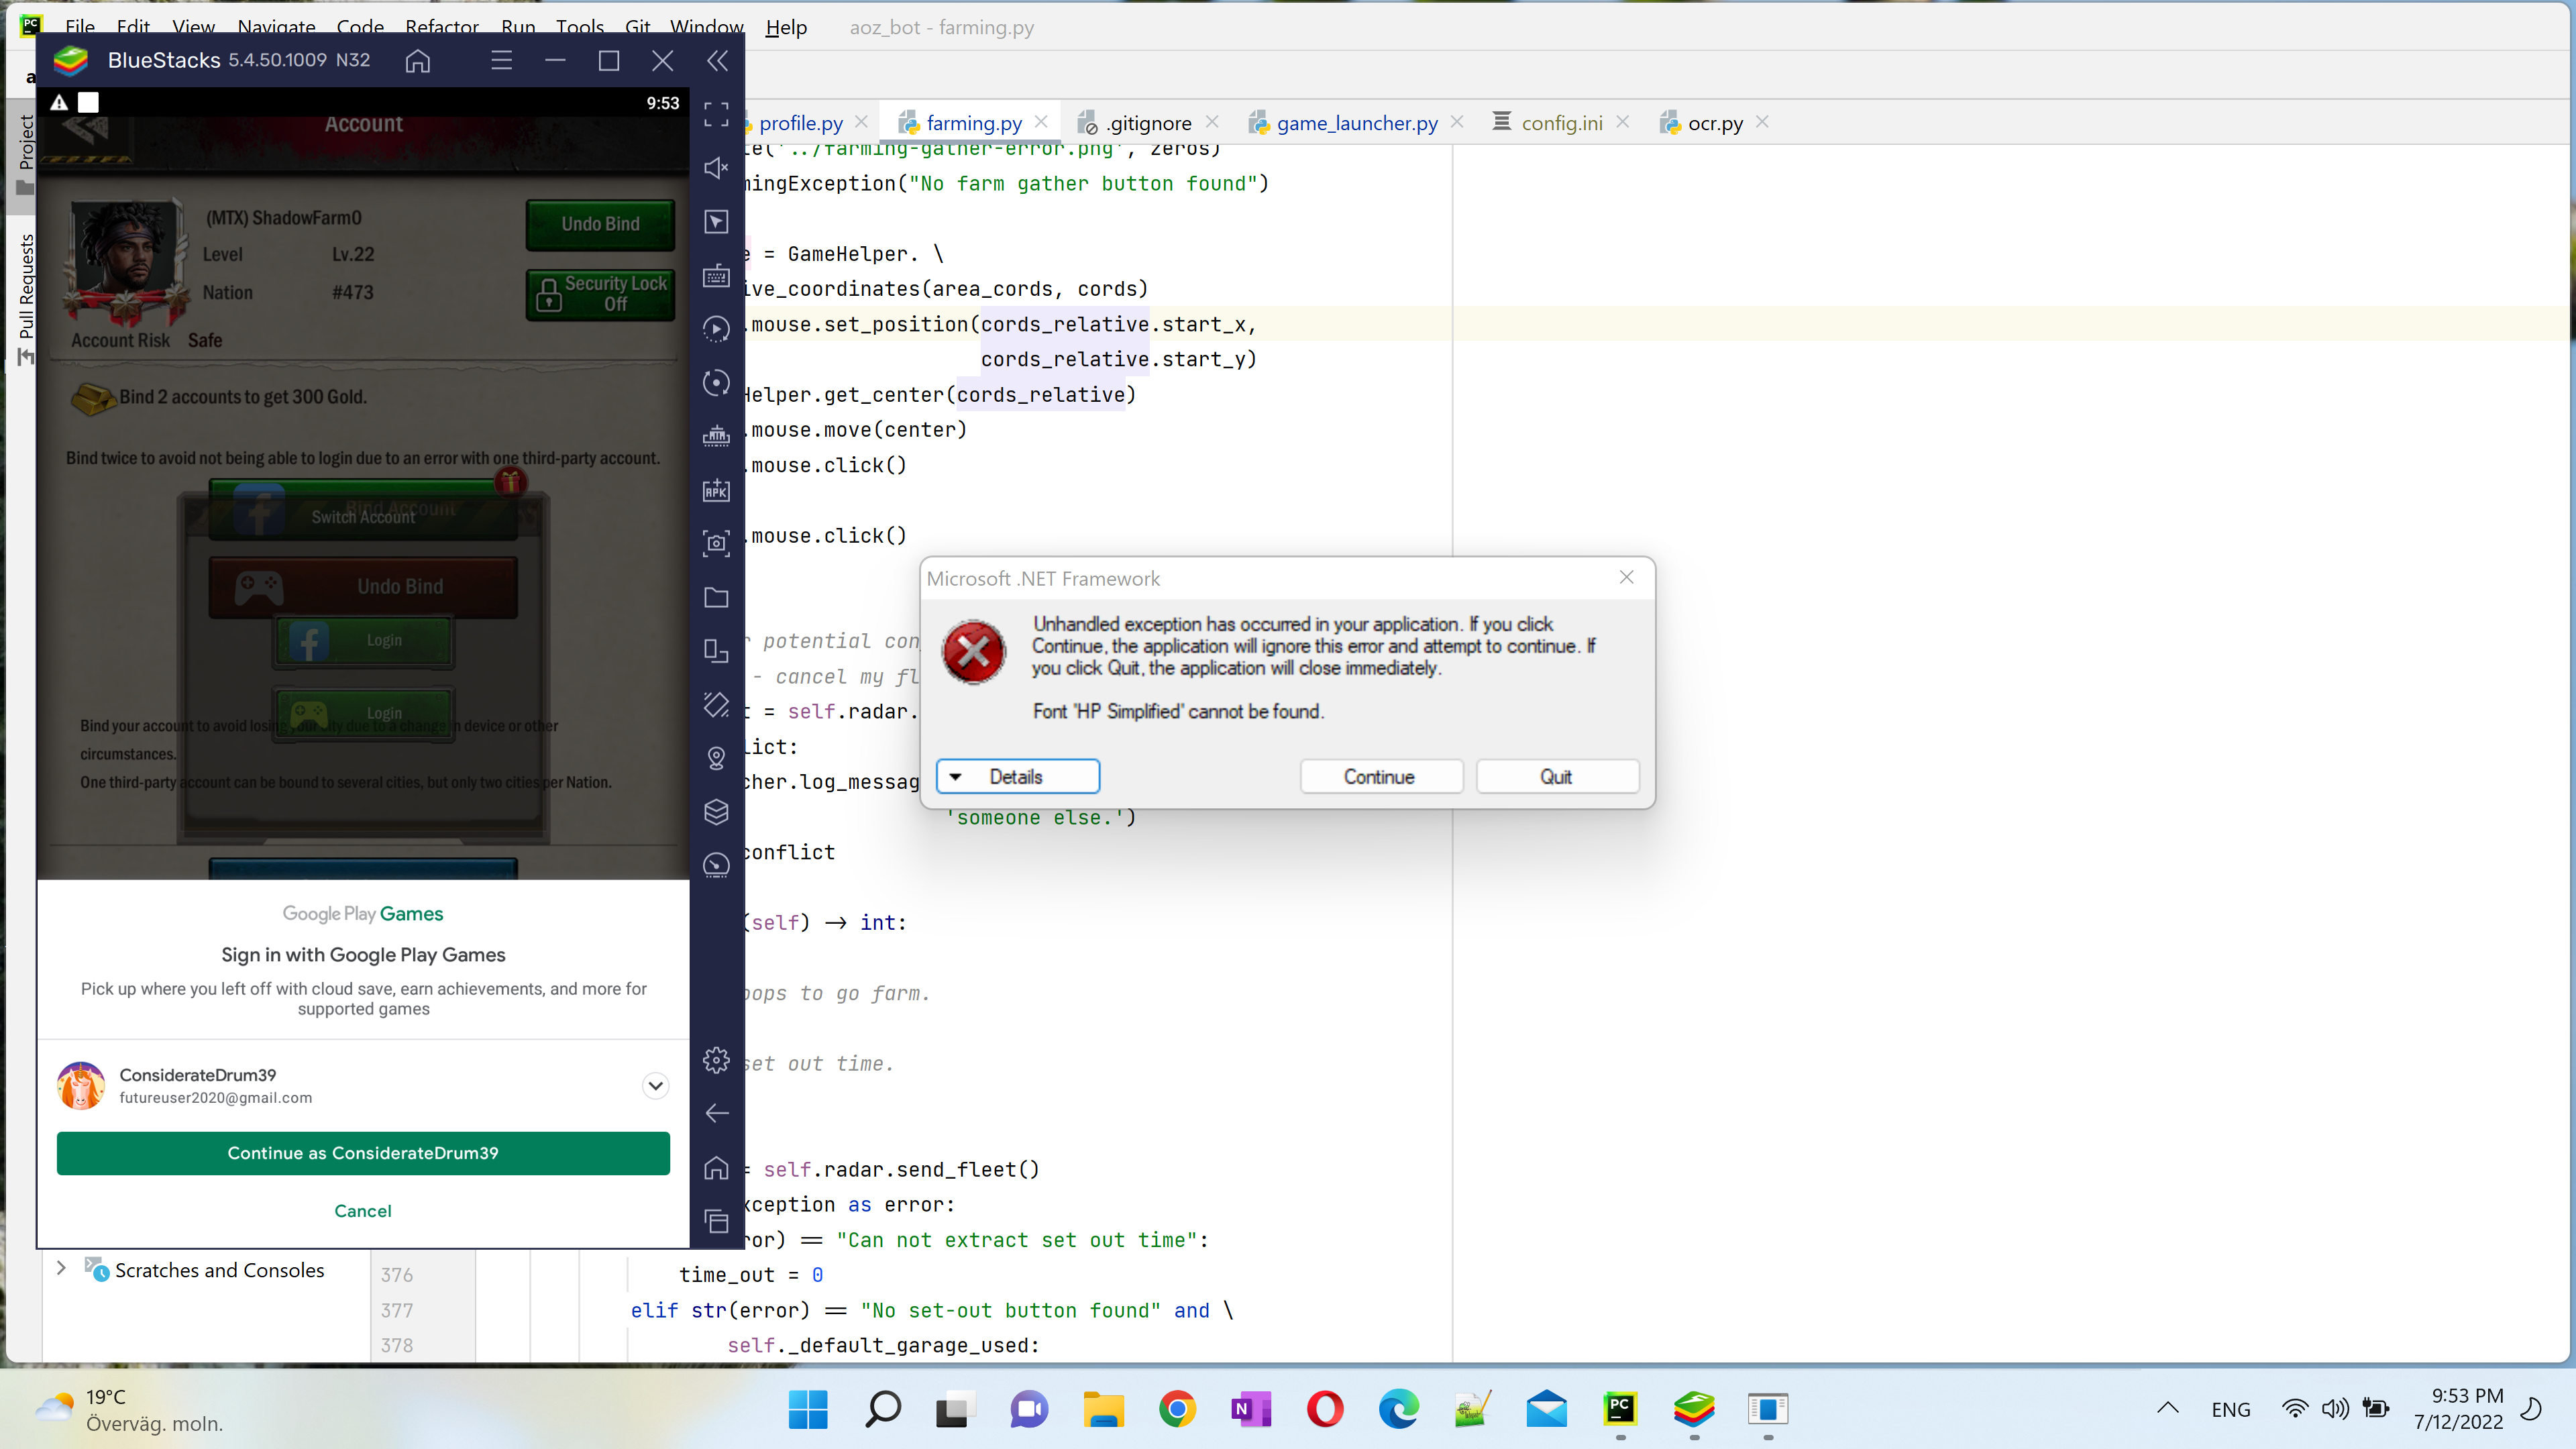 File Edit View Navigate Code Refactor Run Tools Git Window Help aoz_bot - farming.py
BlueStacks 5.4.50.1009 N32
9:53
Account
(MTX) ShadowFarm0
Undo Bind
Level Lv.22
Nation #473
Security Lock
Off
Account Risk Safe
Bind 2 accounts to get 300 Gold.
Bind twice to avoid not being able to login due to an error with one third-party account.
Bind Account
Switch Account
Undo Bind
Login
Login
Bind your account to avoid losing your city due to a change in device or other
circumstances.
One third-party account can be bound to several cities, but only two cities per Nation.
Google Play Games
Sign in with Google Play Games
Pick up where you left off with cloud save, earn achievements, and more for
supported games
ConsiderateDrum39
futureuser2020@gmail.com
Continue as ConsiderateDrum39
Cancel
Project
Pull Requests
Scratches and Consoles
profile.py farming.py .gitignore game_launcher.py config.ini ocr.py
te('../farming-gather-error.png', zeros)
mingException("No farm gather button found")
e = GameHelper. \
ive_coordinates(area_cords, cords)
.mouse.set_position(cords_relative.start_x,
cords_relative.start_y)
Helper.get_center(cords_relative)
.mouse.move(center)
.mouse.click()
.mouse.click()
r potential con
- cancel my fl
t = self.radar.
lict:
cher.log_messag
'someone else.')
conflict
(self) → int:
oops to go farm.
set out time.
= self.radar.send_fleet()
xception as error:
ror) == "Can not extract set out time":
376 time_out = 0
377 elif str(error) == "No set-out button found" and \
378 self._default_garage_used:
Microsoft .NET Framework
Unhandled exception has occurred in your application. If you click
Continue, the application will ignore this error and attempt to continue. If
you click Quit, the application will close immediately.
Font 'HP Simplified' cannot be found.
Details Continue Quit
19°C
Överväg. moln.
ENG
9:53 PM
7/12/2022